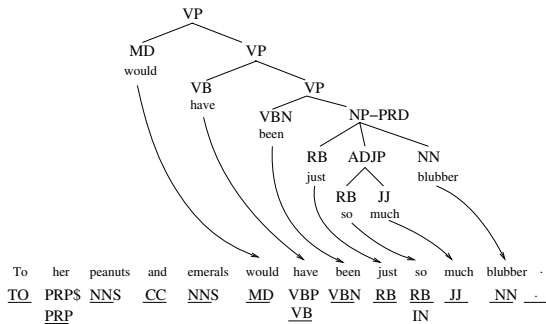 VP
MD VP
would
VB VP
have
VBN NP–PRD
been
RB ADJP NN
just blubber
RB JJ
so much
To her peanuts and emerals would have been just so much blubber .
TO PRP$ NNS CC NNS MD VBP VBN RB RB JJ NN .
PRP VB IN